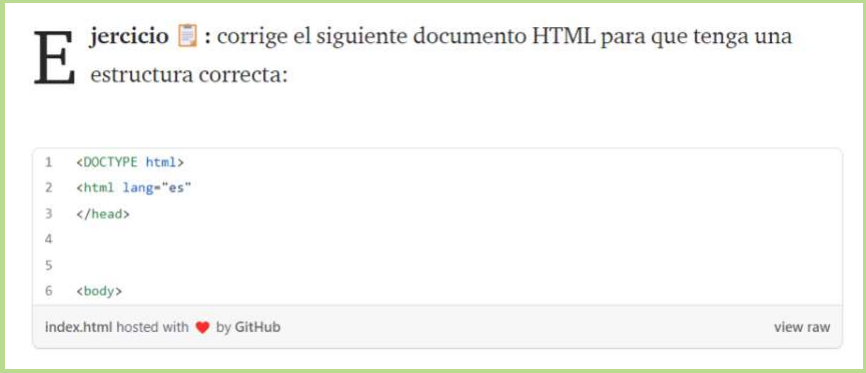 Ejercicio 📋 : corrige el siguiente documento HTML para que tenga una
estructura correcta:
1 <DOCTYPE html>
2 <html lang="es"
3 </head>
4
5
6 <body>
index.html hosted with ❤ by GitHub view raw